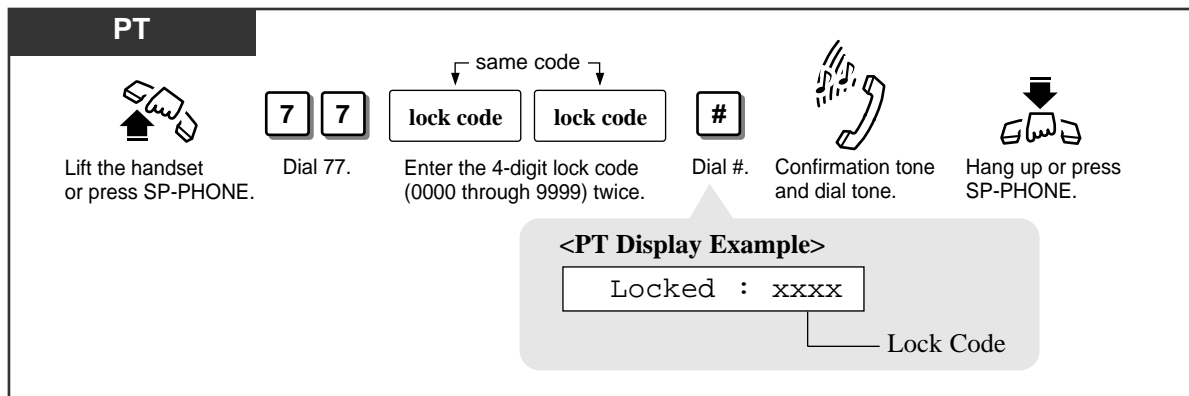 PT
same code
7 7 lock code lock code #
Lift the handset
or press SP-PHONE.
Dial 77.
Enter the 4-digit lock code
(0000 through 9999) twice.
Dial #.
Confirmation tone
and dial tone.
Hang up or press
SP-PHONE.
<PT Display Example>
Locked : xxxx
Lock Code